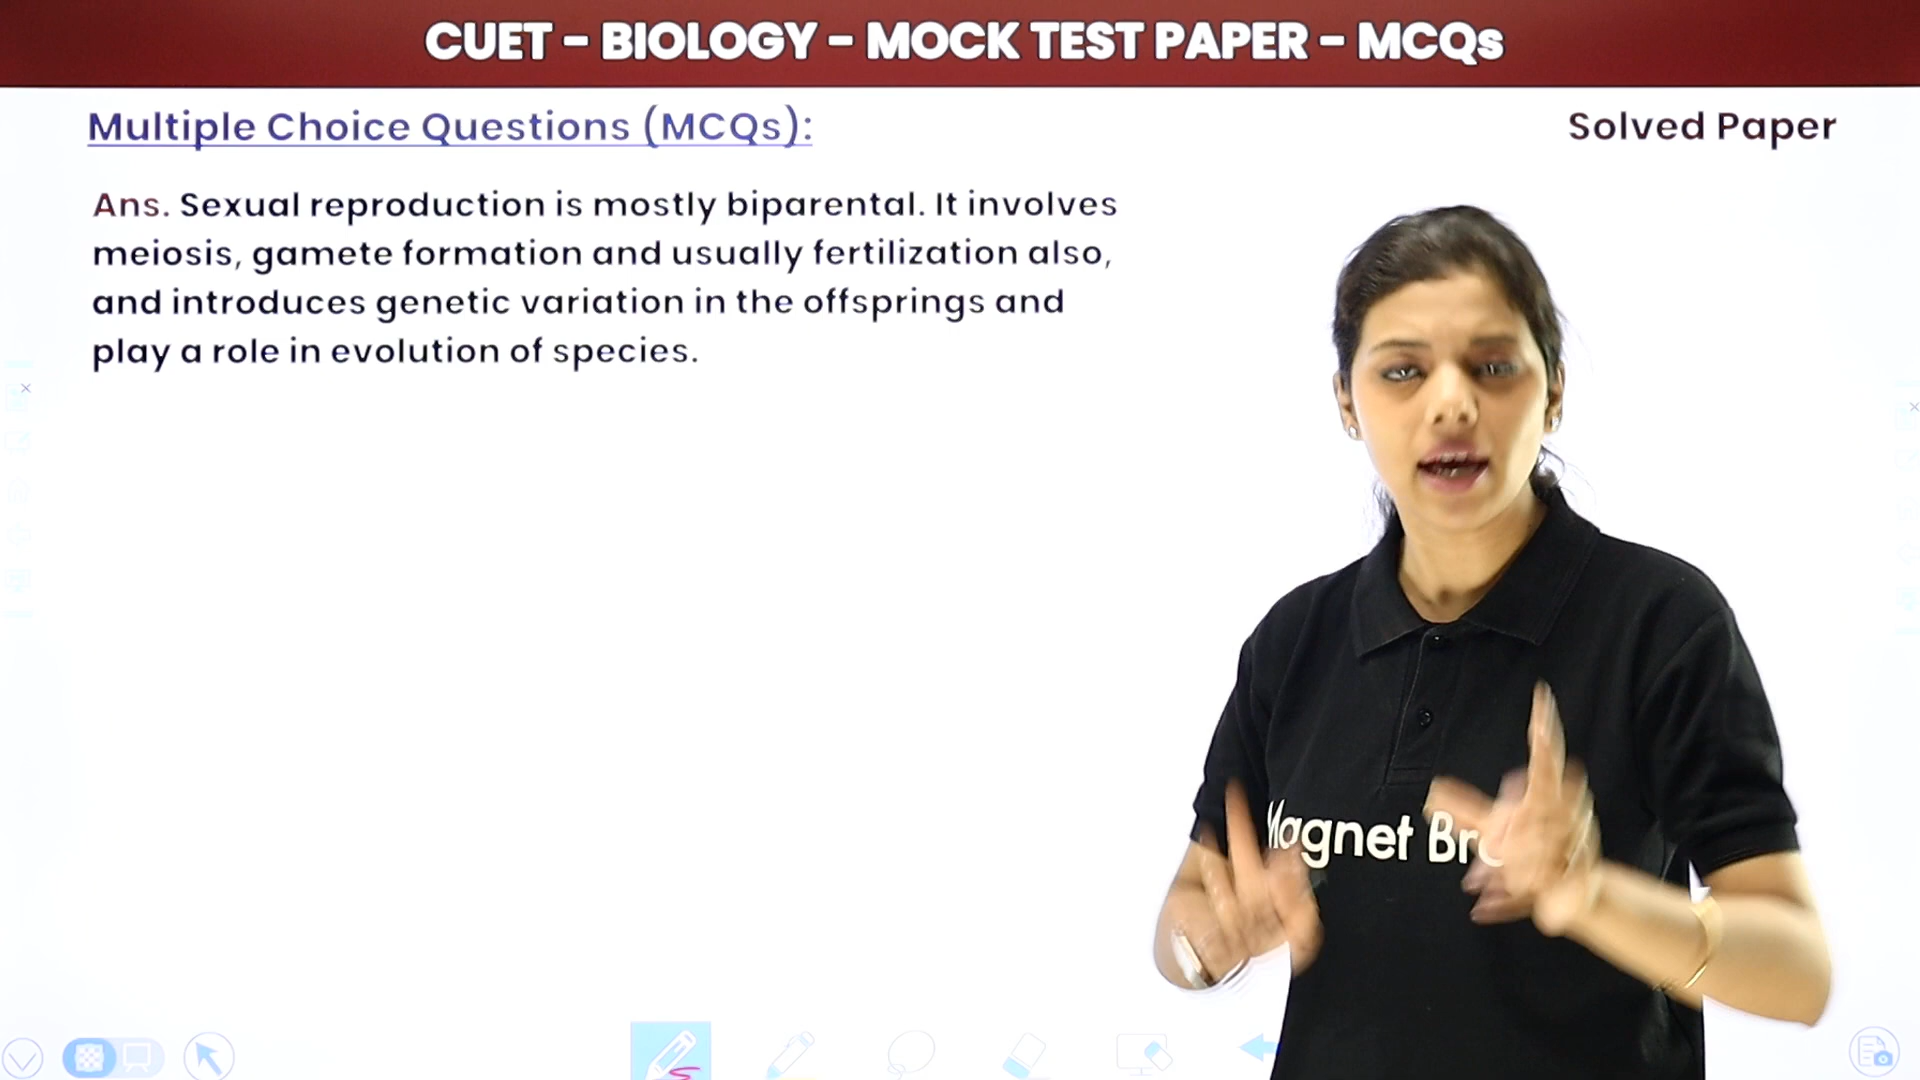 CUET - BIOLOGY - MOCK TEST PAPER - MCQs
Multiple Choice Questions (MCQs):
Solved Paper
Ans. Sexual reproduction is mostly biparental. It involves
meiosis, gamete formation and usually fertilization also,
and introduces genetic variation in the offsprings and
play a role in evolution of species.
Magnet